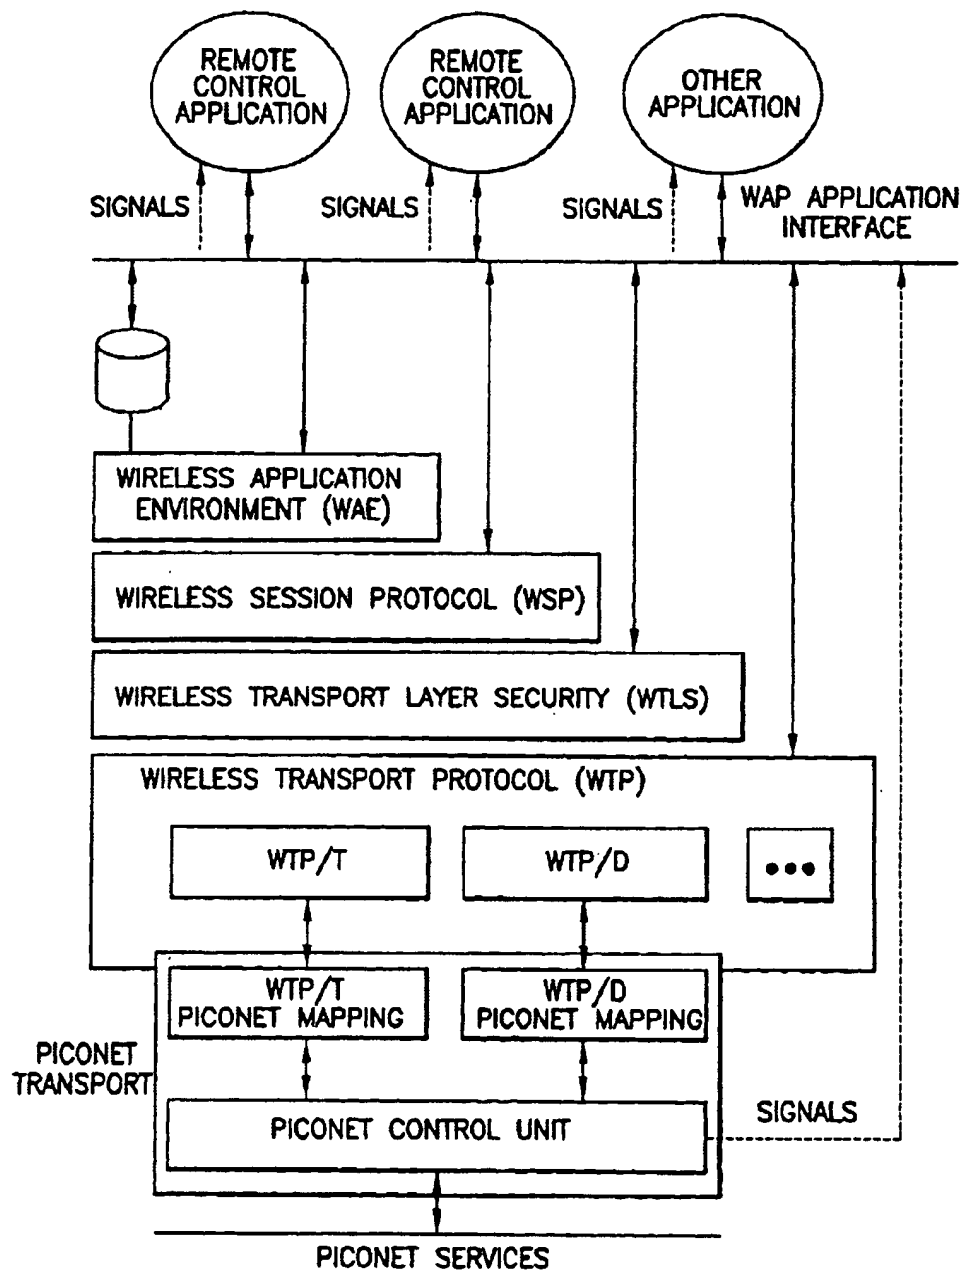 REMOTE
CONTROL
APPLICATION
REMOTE
CONTROL
APPLICATION
OTHER
APPLICATION
SIGNALS
SIGNALS
SIGNALS
WAP APPLICATION
INTERFACE
WIRELESS APPLICATION
ENVIRONMENT (WAE)
WIRELESS SESSION PROTOCOL (WSP)
WIRELESS TRANSPORT LAYER SECURITY (WTLS)
WIRELESS TRANSPORT PROTOCOL (WTP)
WTP/T
WTP/D
WTP/T
PICONET MAPPING
WTP/D
PICONET MAPPING
PICONET
TRANSPORT
PICONET CONTROL UNIT
SIGNALS
PICONET SERVICES